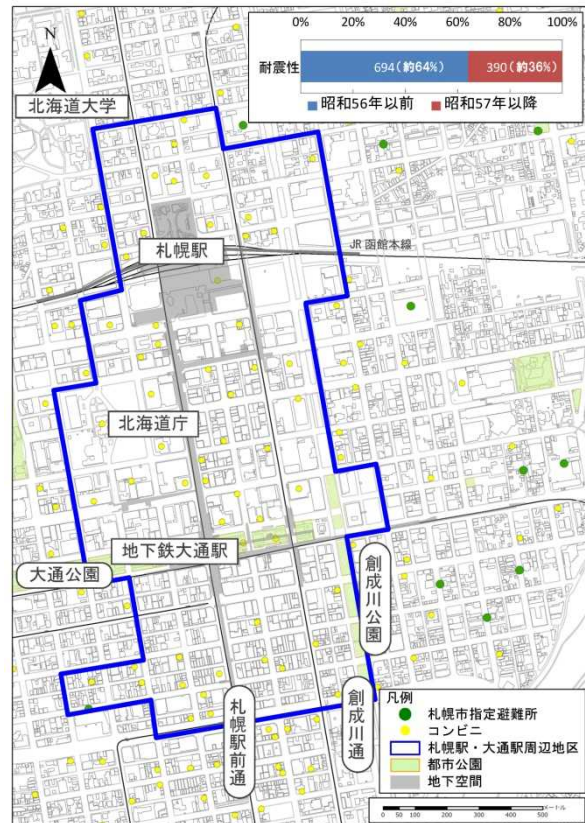 0% 20% 40% 60% 80% 100%
耐震性 694(約64%) 390(約36%)
昭和56年以前 昭和57年以降
N
北海道大学
札幌駅
JR 函館本線
北海道庁
地下鉄大通駅
大通公園
創成川公園
札幌駅前通
創成川通
凡例
札幌市指定避難所
コンビニ
札幌駅・大通駅周辺地区
都市公園
地下空間
メートル
0 50 100 200 300 400 500